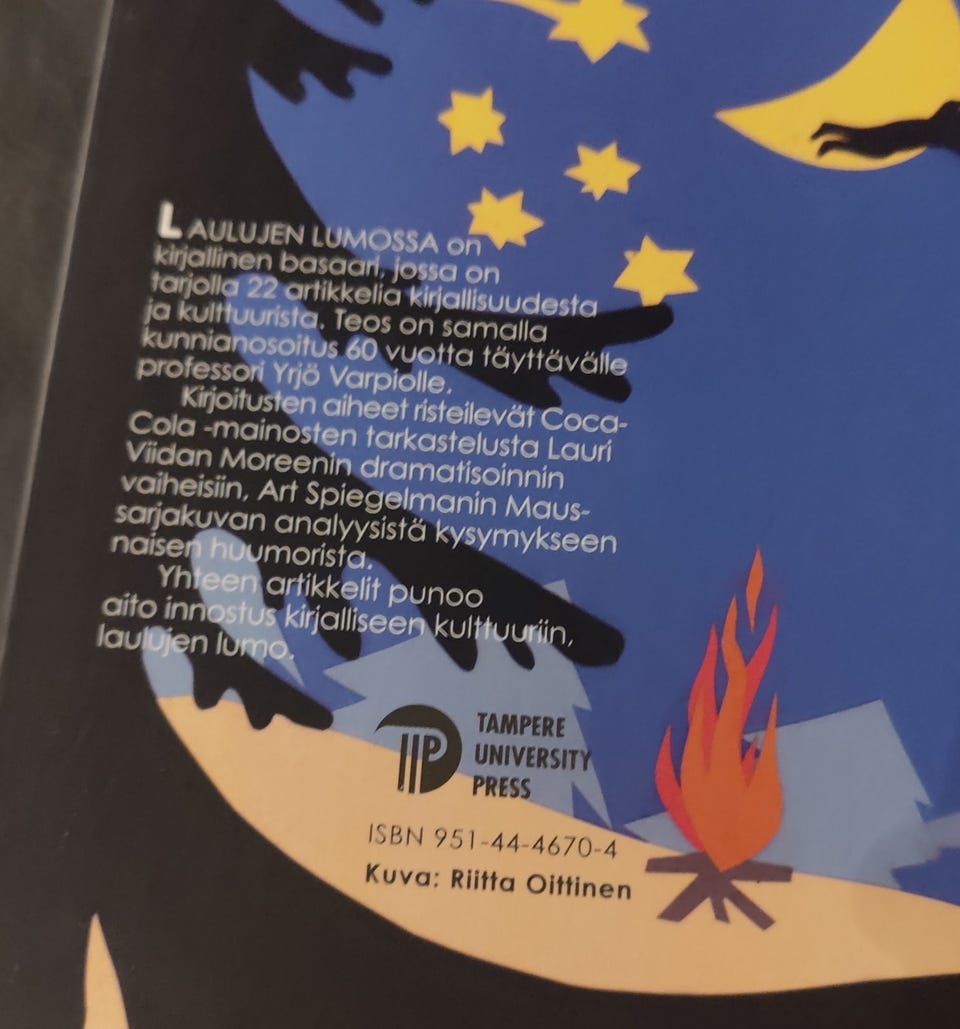 LAULUJEN LUMOSSA on
kirjallinen basaari, jossa on
tarjolla 22 artikkelia kirjallisuudesta
ja kulttuurista. Teos on samalla
kunnianosoitus 60 vuotta täyttävälle
professori Yrjö Varpiolle.
Kirjoitusten aiheet risteilevät Coca-
Cola -mainosten tarkastelusta Lauri
Viidan Moreenin dramatisoinnin
vaiheisiin, Art Spiegelmanin Maus-
sarjakuvan analyysistä kysymykseen
naisen huumorista.
Yhteen artikkelit punoo
aito innostus kirjalliseen kulttuuriin,
laulujen lumo.
TAMPERE
UNIVERSITY
PRESS
ISBN 951-44-4670-4
Kuva: Riitta Oittinen